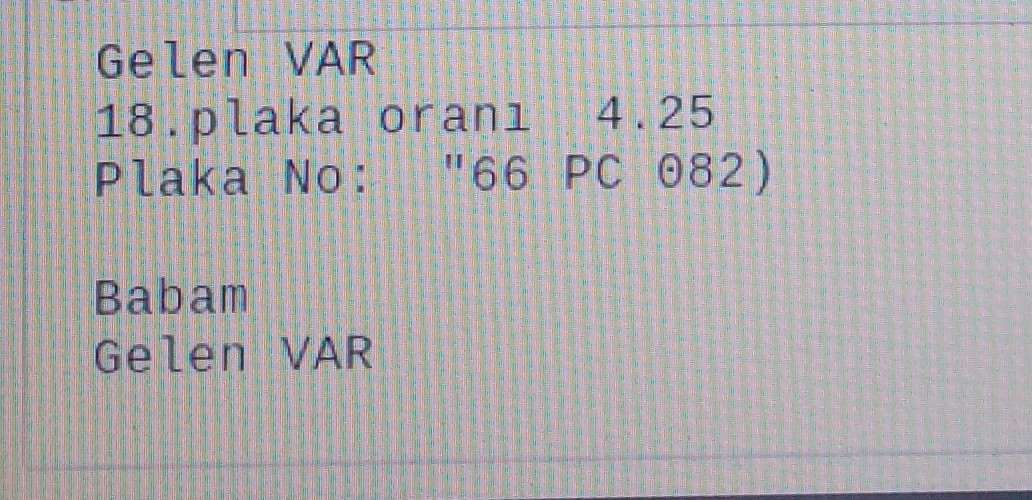 Gelen VAR
18.plaka oranı  4.25
Plaka No:  "66 PC 082)
Babam
Gelen VAR